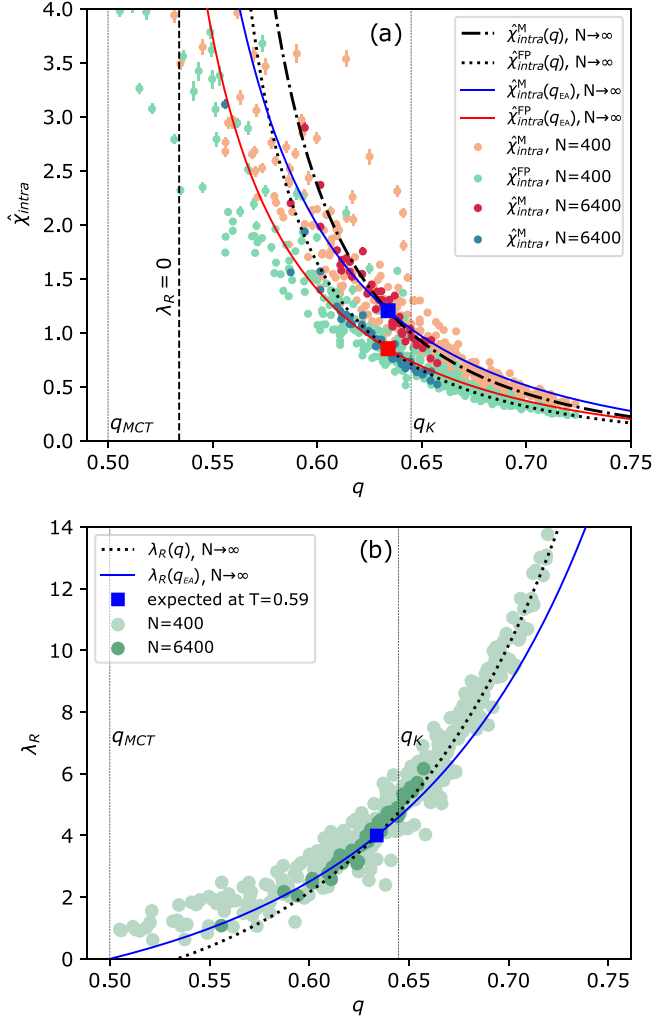 (a)
χ̂ᴹ_intra(q), N→∞
χ̂ᶠᴾ_intra(q), N→∞
χ̂ᴹ_intra(q_EA), N→∞
χ̂ᶠᴾ_intra(q_EA), N→∞
χ̂ᴹ_intra, N=400
χ̂ᶠᴾ_intra, N=400
χ̂ᴹ_intra, N=6400
χ̂ᴹ_intra, N=6400
4.0
3.5
3.0
2.5
2.0
1.5
1.0
0.5
0.0
χ̂_intra
λ_R = 0
q_MCT
q_K
0.50 0.55 0.60 0.65 0.70 0.75
q
(b)
λ_R(q), N→∞
λ_R(q_EA), N→∞
expected at T=0.59
N=400
N=6400
14
12
10
8
6
4
2
0
λ_R
q_MCT
q_K
0.50 0.55 0.60 0.65 0.70 0.75
q